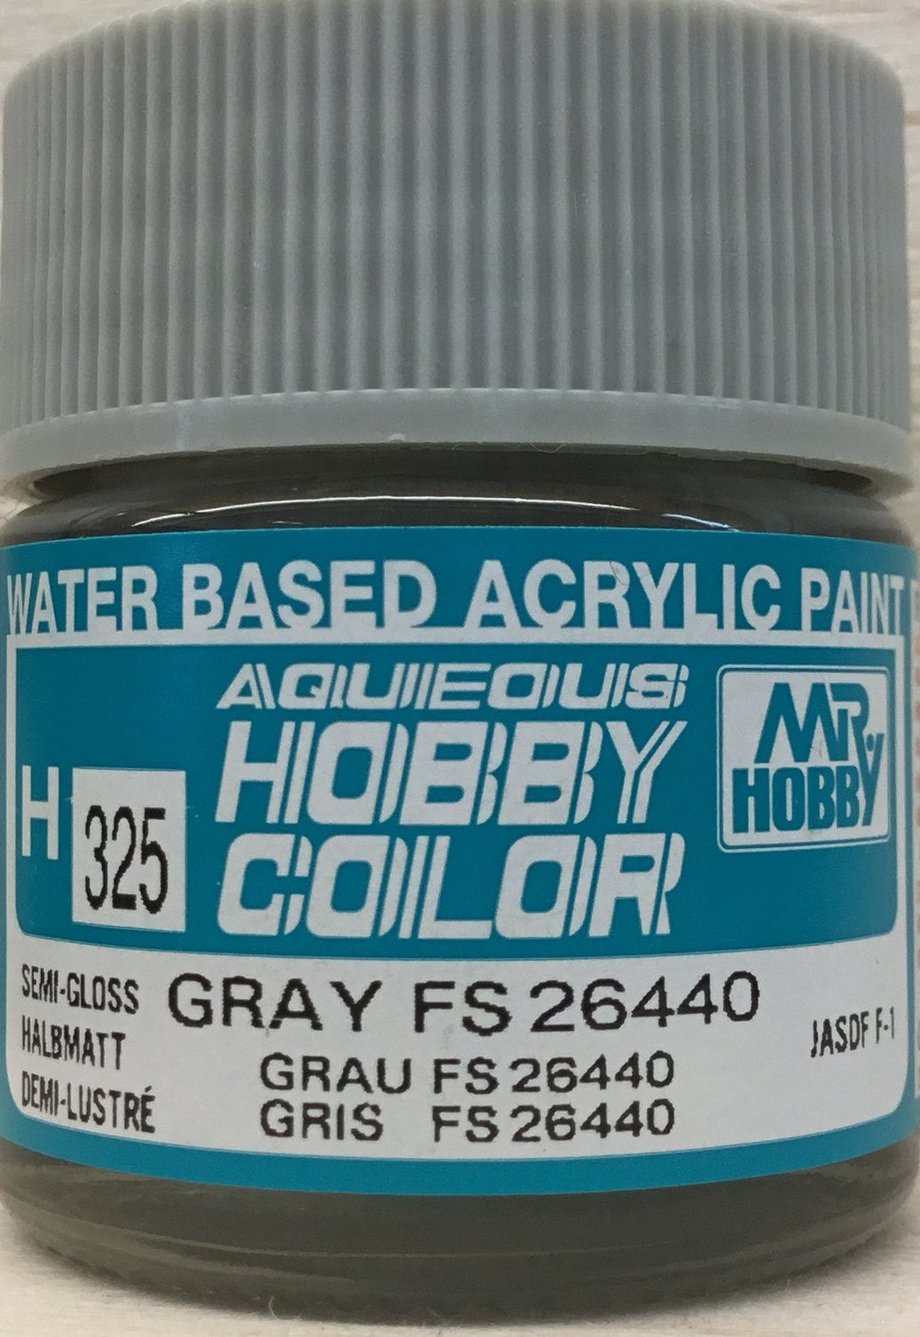 WATER BASED ACRYLIC PAINT
AQUEOUS
HOBBY
COLOR
MR
HOBBY
H 325
SEMI-GLOSS
HALBMATT
DEMI-LUSTRÉ
GRAY FS 26440
GRAU FS 26440
GRIS FS 26440
JASDF F-1